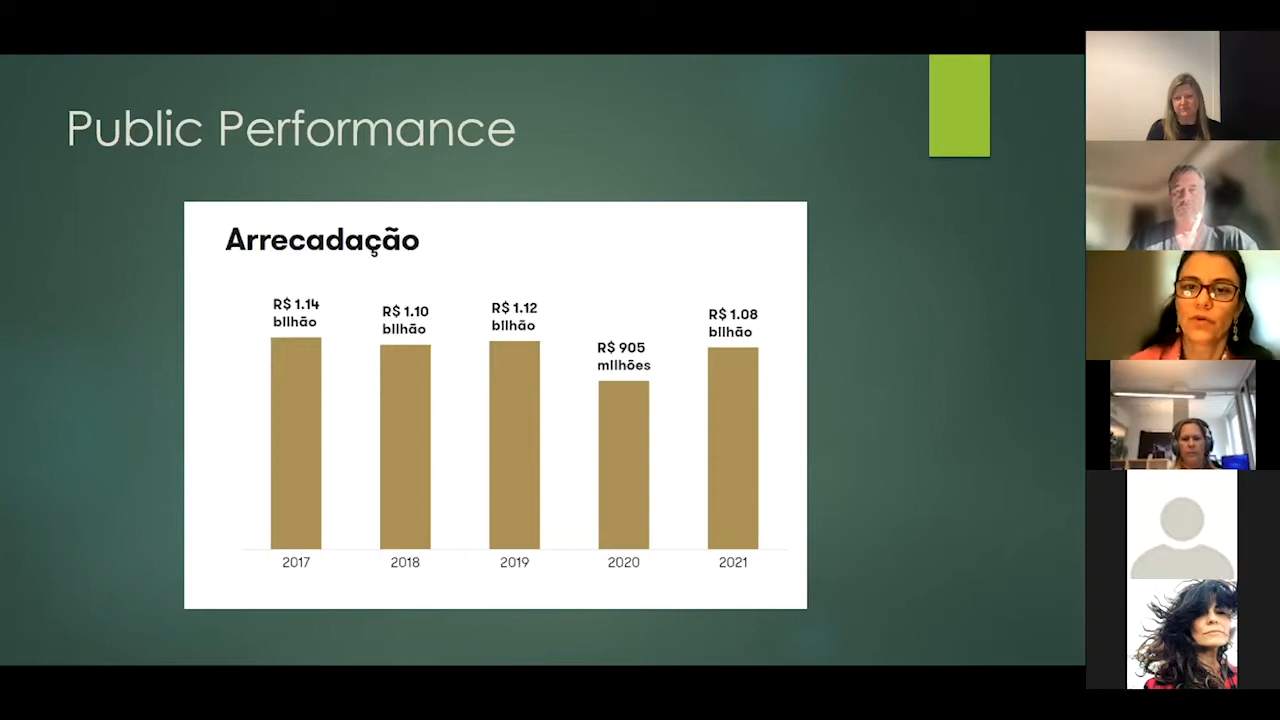 Public Performance
Arrecadação
R$ 1.14
bilhão
R$ 1.10
bilhão
R$ 1.12
bilhão
R$ 905
milhões
R$ 1.08
bilhão
2017 2018 2019 2020 2021